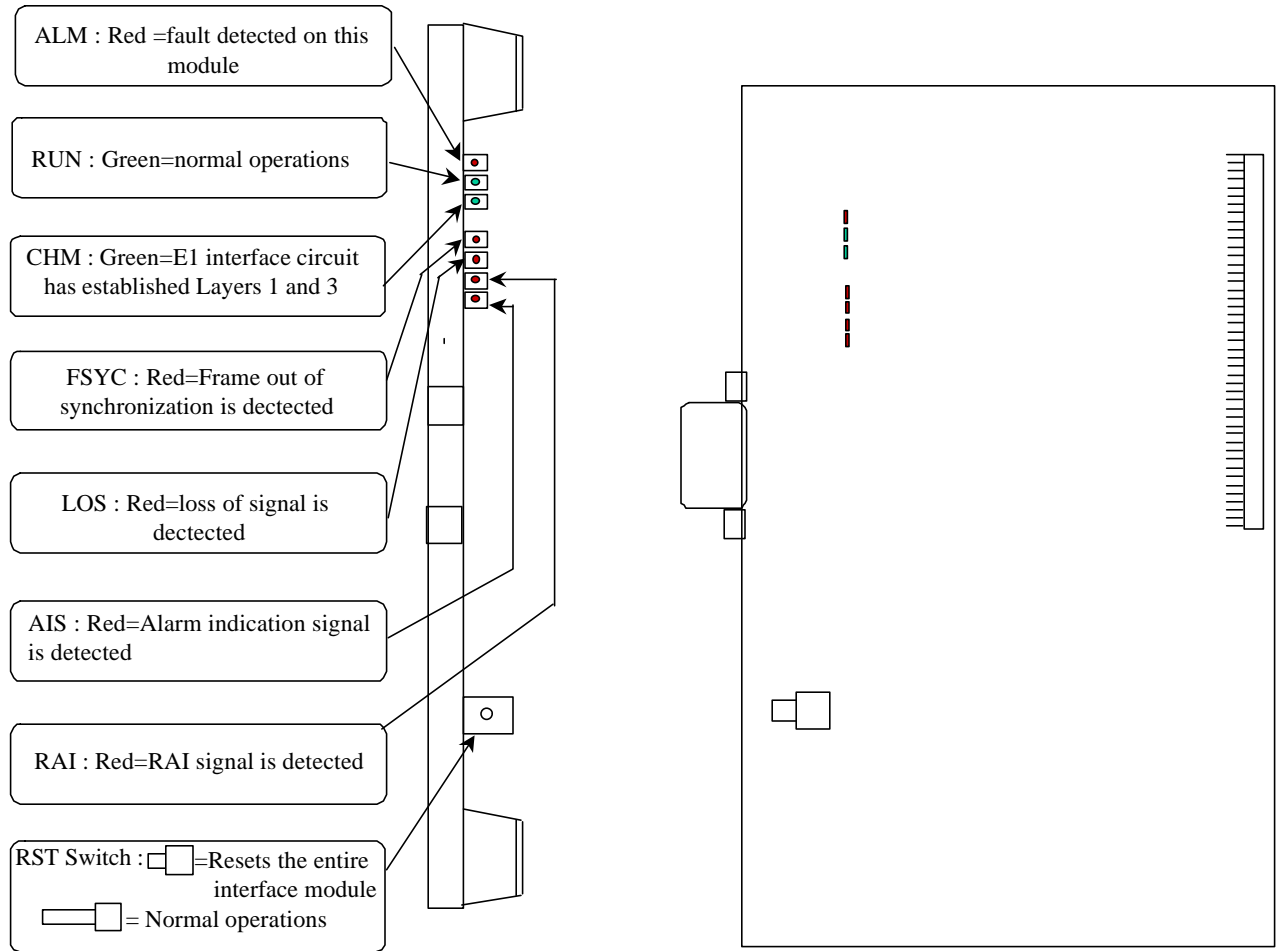 ALM : Red =fault detected on this
module
RUN : Green=normal operations
CHM : Green=E1 interface circuit
has established Layers 1 and 3
FSYC : Red=Frame out of
synchronization is dectected
LOS : Red=loss of signal is
dectected
AIS : Red=Alarm indication signal
is detected
RAI : Red=RAI signal is detected
RST Switch : =Resets the entire
interface module
= Normal operations